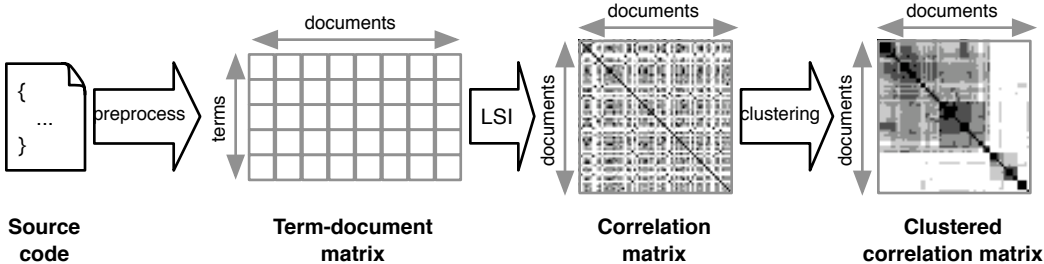 documents
documents
documents
{
...
}
preprocess
terms
LSI
documents
clustering
documents
Source
code
Term-document
matrix
Correlation
matrix
Clustered
correlation matrix